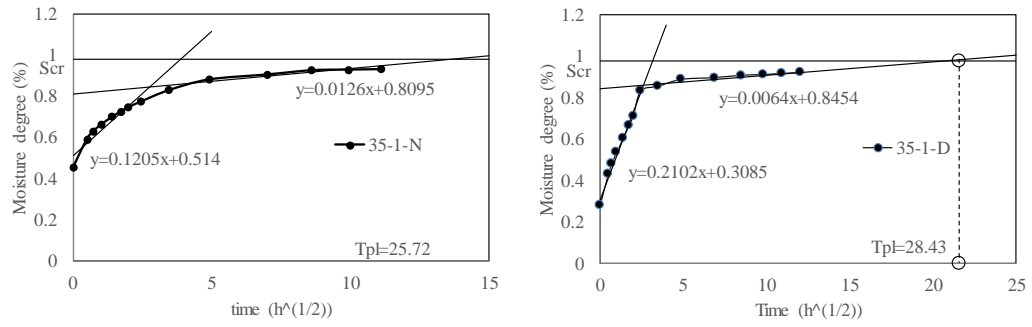 1.2
1
Scr
0.8
0.6
0.4
0.2
0
Moisture degree (%)
y=0.0126x+0.8095
35-1-N
y=0.1205x+0.514
Tpl=25.72
0 5 10 15
time (h^(1/2))
1.2
1
Scr
0.8
0.6
0.4
0.2
0
Moisture degree (%)
y=0.0064x+0.8454
35-1-D
y=0.2102x+0.3085
Tpl=28.43
0 5 10 15 20 25
Time (h^(1/2))